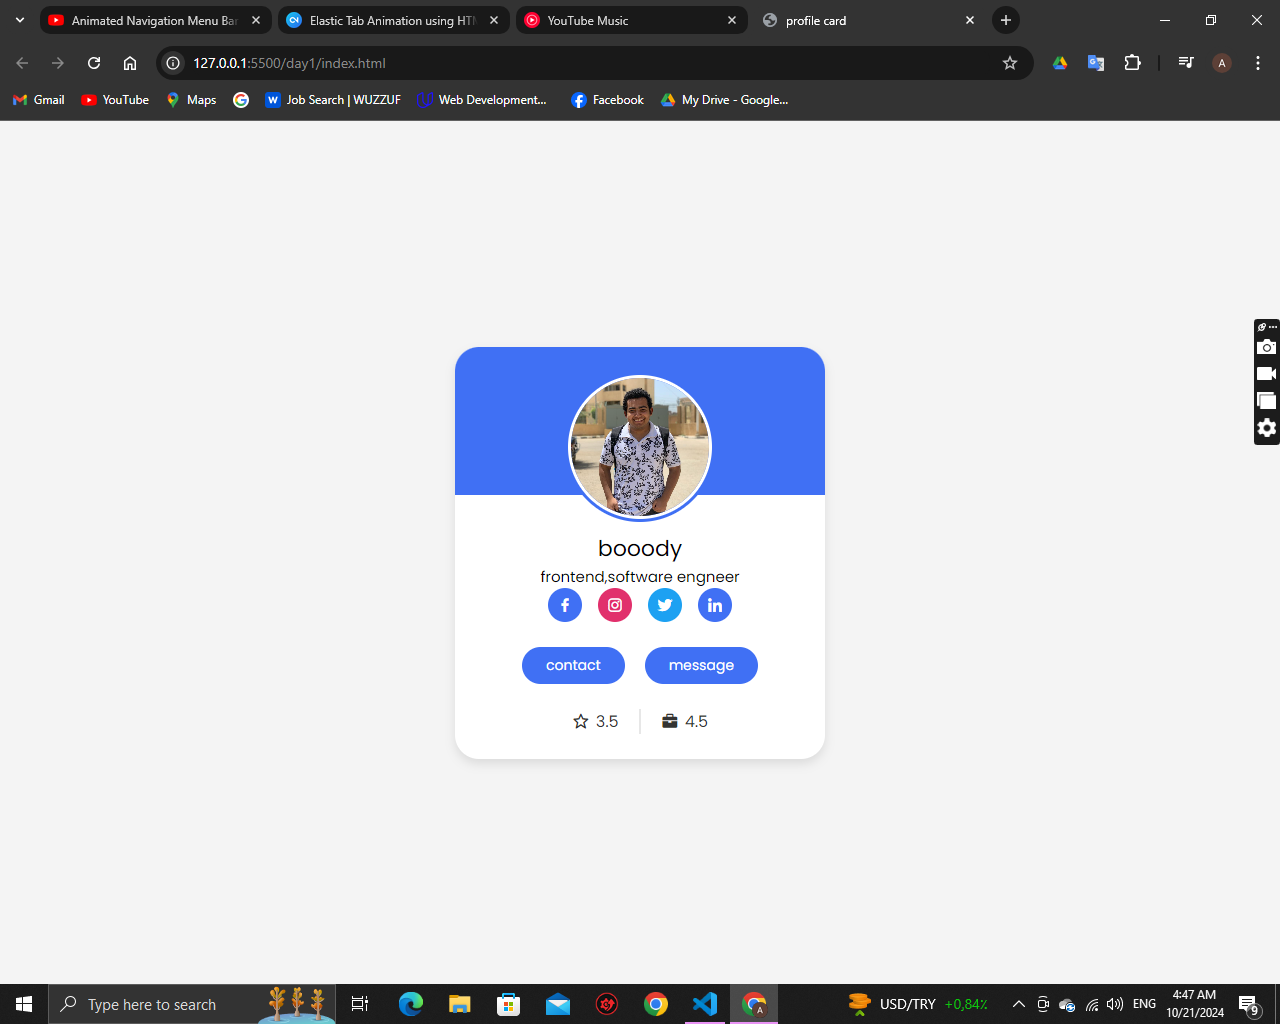 Animated Navigation Menu Bar
Elastic Tab Animation using HTM
YouTube Music
profile card
127.0.0.1:5500/day1/index.html
A
Gmail
YouTube
Maps
Job Search | WUZZUF
Web Development...
Facebook
My Drive - Google...
booody
frontend,software engneer
contact
message
3.5
4.5
Type here to search
USD/TRY
+0,84%
ENG
4:47 AM
10/21/2024
9